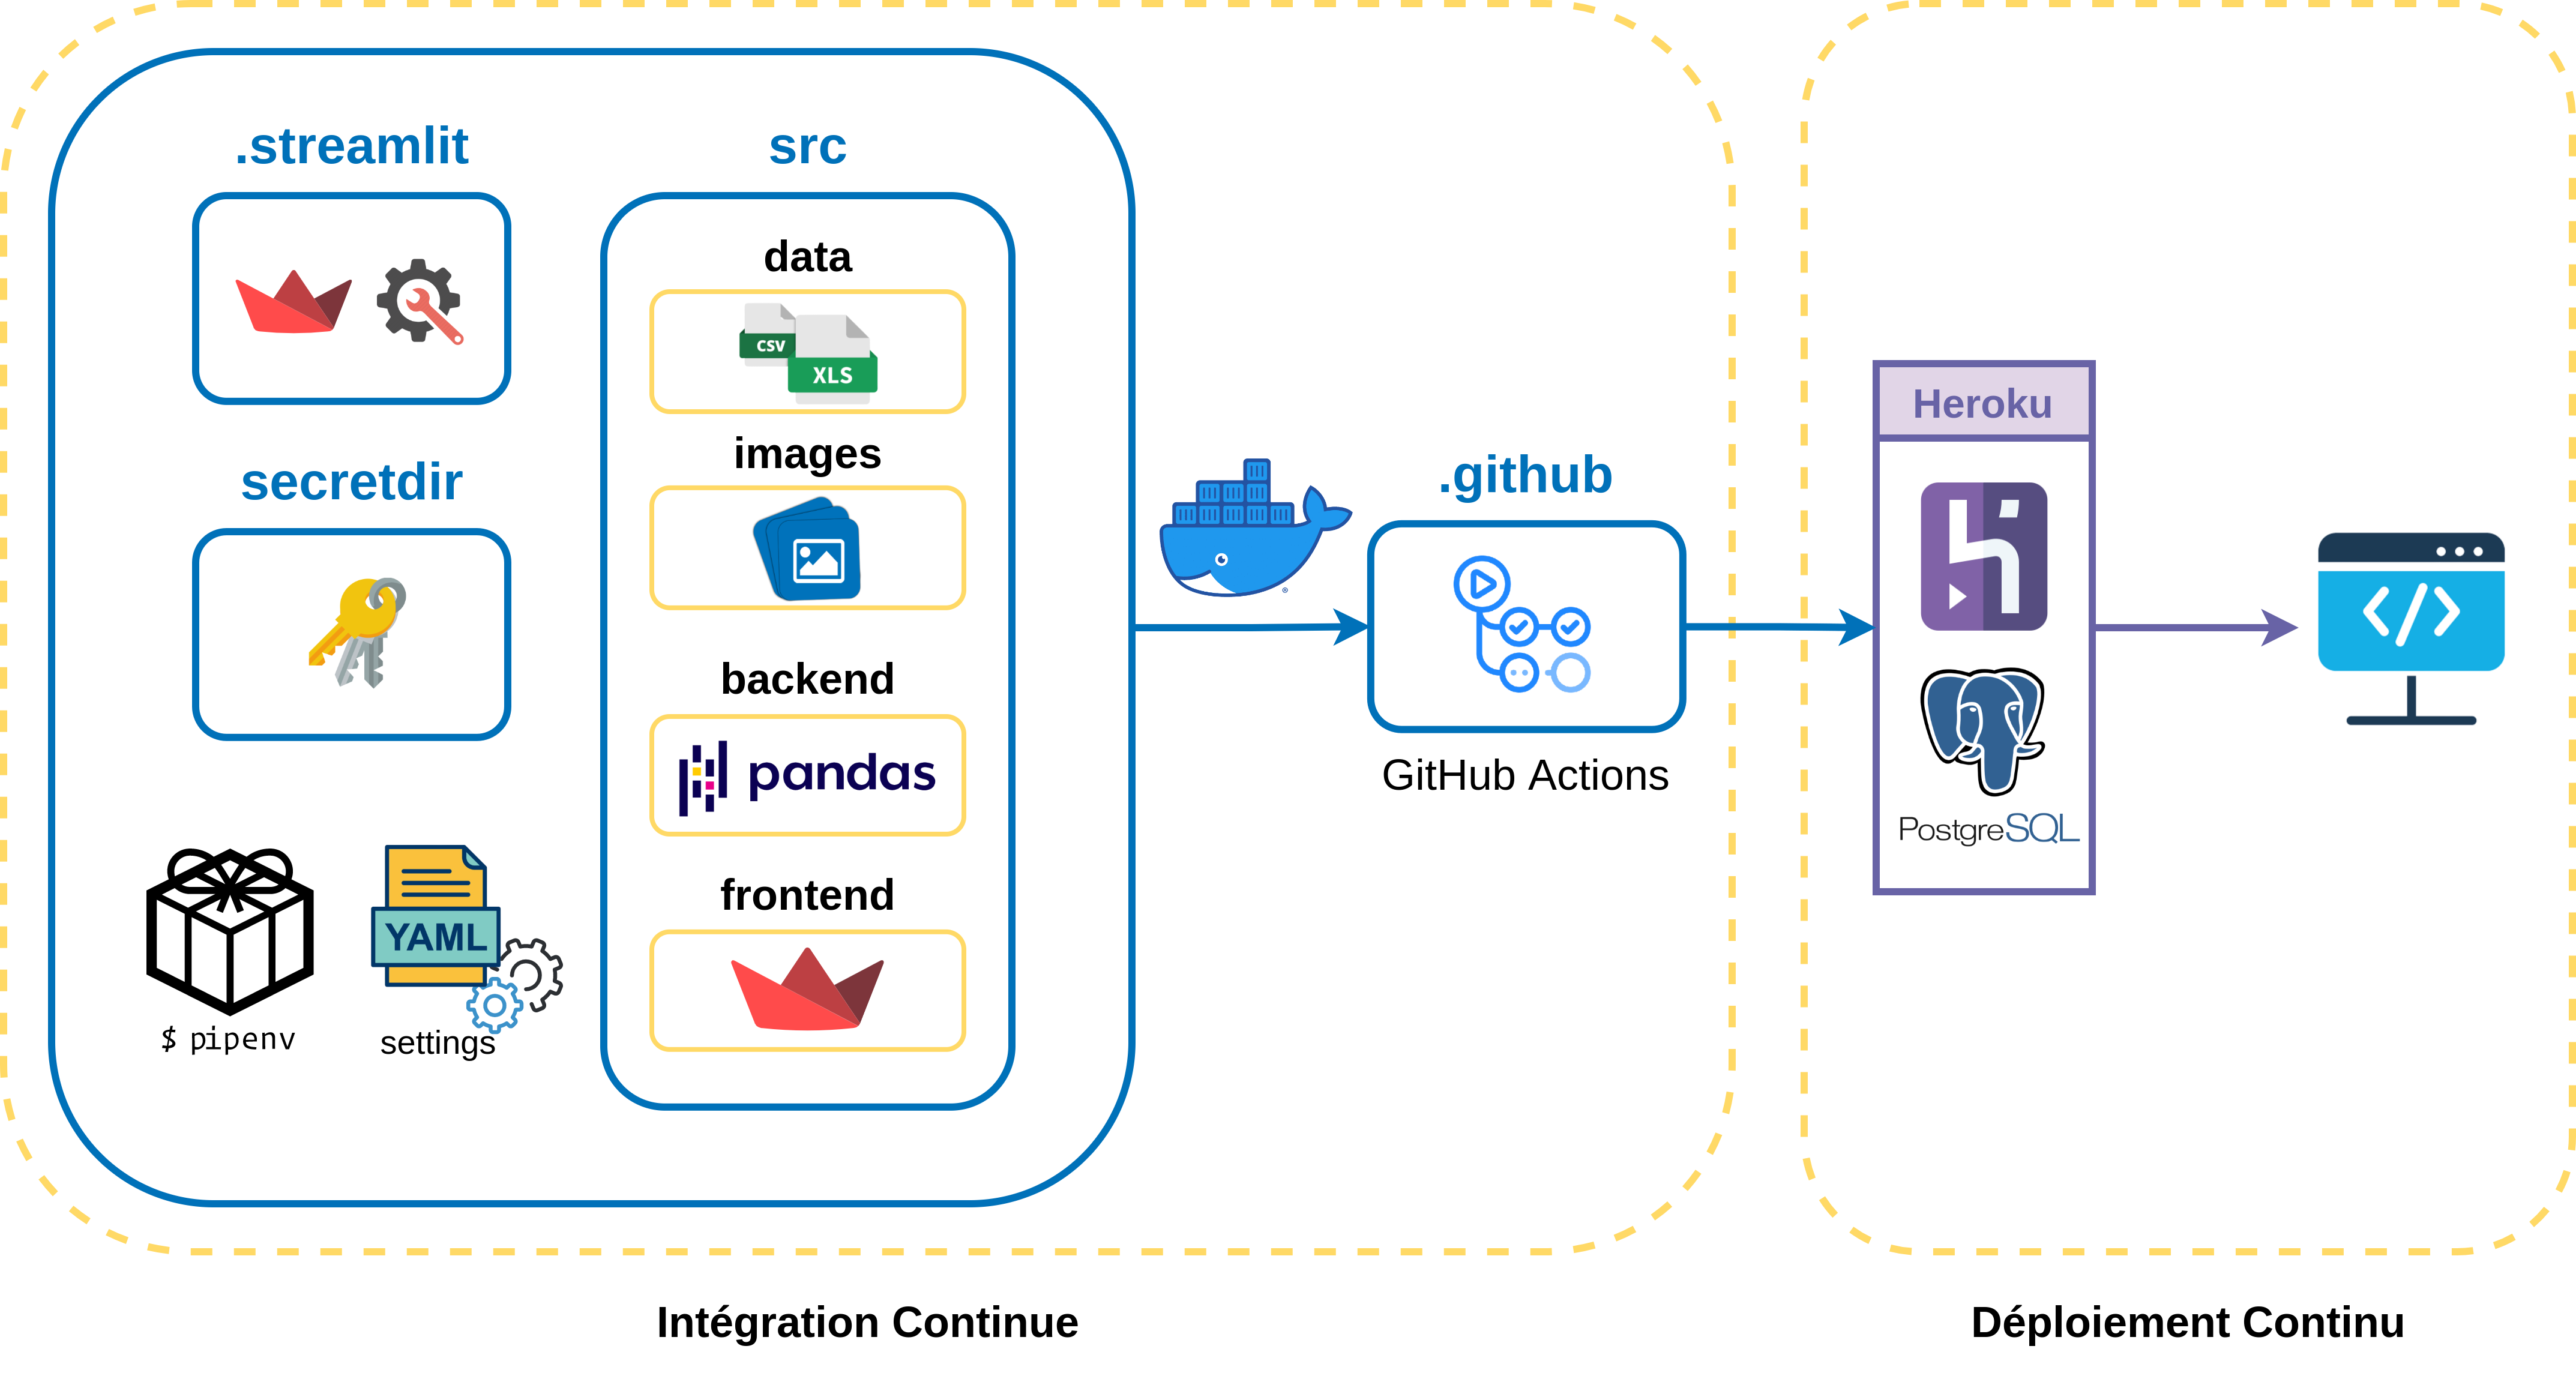 .streamlit
src
data
CSV
XLS
images
secretdir
backend
pandas
frontend
YAML
$ pipenv
settings
.github
GitHub Actions
Heroku
PostgreSQL
Intégration Continue
Déploiement Continu